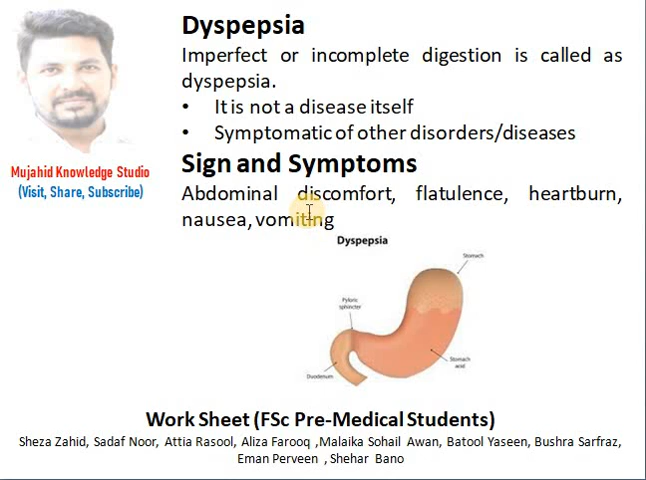 Dyspepsia
Imperfect or incomplete digestion is called as
dyspepsia.
• It is not a disease itself
• Symptomatic of other disorders/diseases
Sign and Symptoms
Abdominal discomfort, flatulence, heartburn,
nausea, vomiting
Mujahid Knowledge Studio
(Visit, Share, Subscribe)
Dyspepsia
Stomach
Pyloric
sphincter
Stomach
acid
Duodenum
Work Sheet (FSc Pre-Medical Students)
Sheza Zahid, Sadaf Noor, Attia Rasool, Aliza Farooq ,Malaika Sohail Awan, Batool Yaseen, Bushra Sarfraz,
Eman Perveen , Shehar Bano